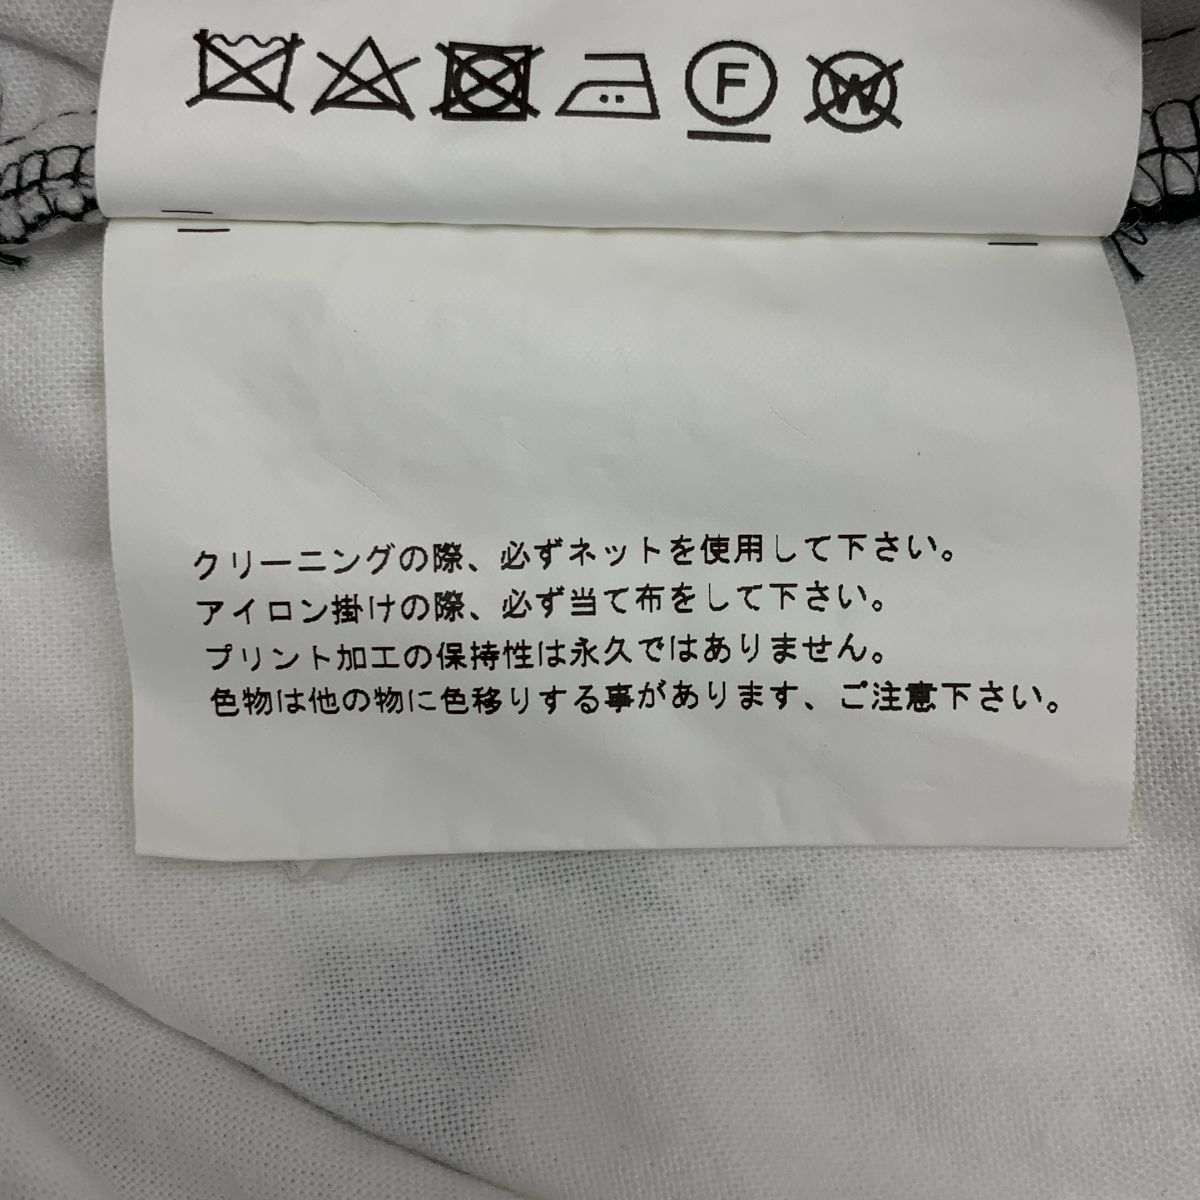 F
W
クリーニングの際、必ずネットを使用して下さい。
アイロン掛けの際、必ず当て布をして下さい。
プリント加工の保持性は永久ではありません。
色物は他の物に色移りする事があります、ご注意下さい。